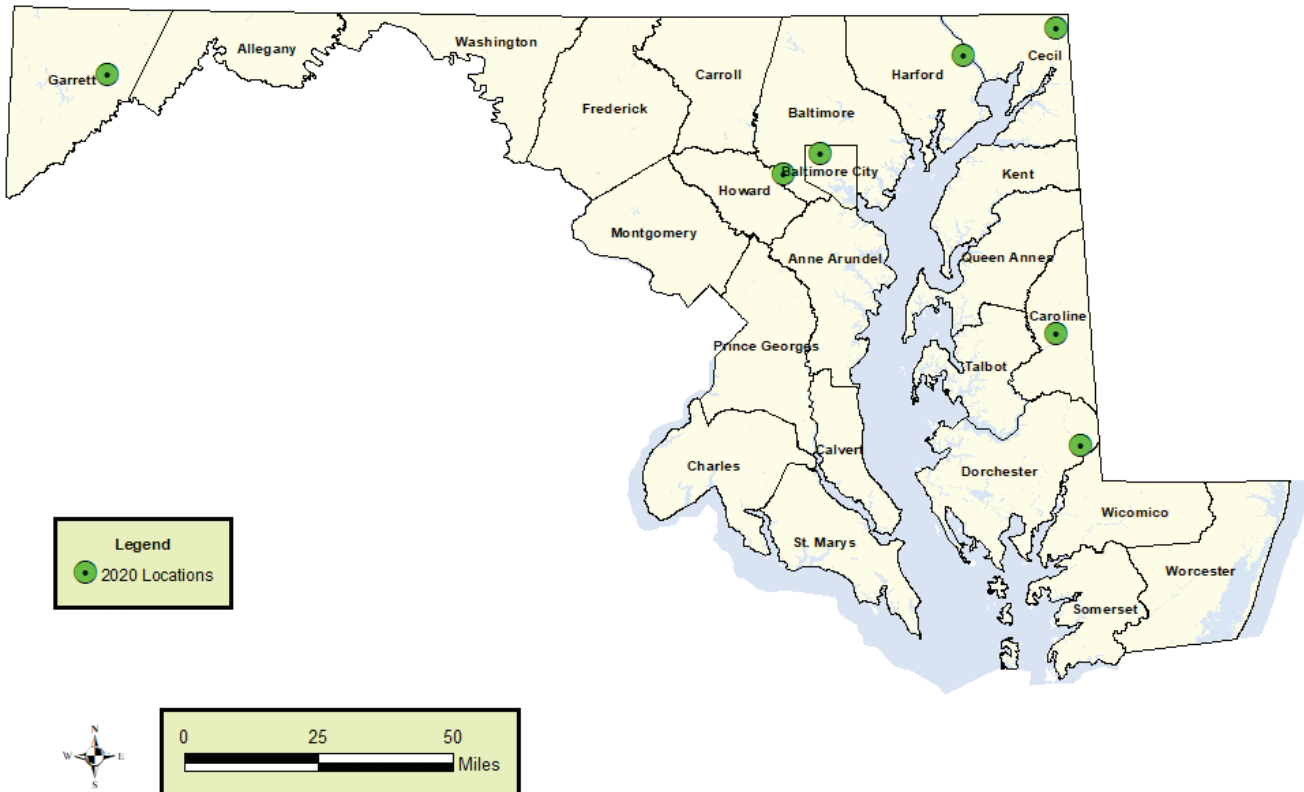 Garrett
Allegany
Washington
Frederick
Carroll
Baltimore
Harford
Cecil
Baltimore City
Howard
Kent
Montgomery
Anne Arundel
Queen Annes
Caroline
Prince Georges
Talbot
Calvert
Charles
Dorchester
St. Marys
Wicomico
Worcester
Somerset
Legend
2020 Locations
N
W E
S
0 25 50
Miles